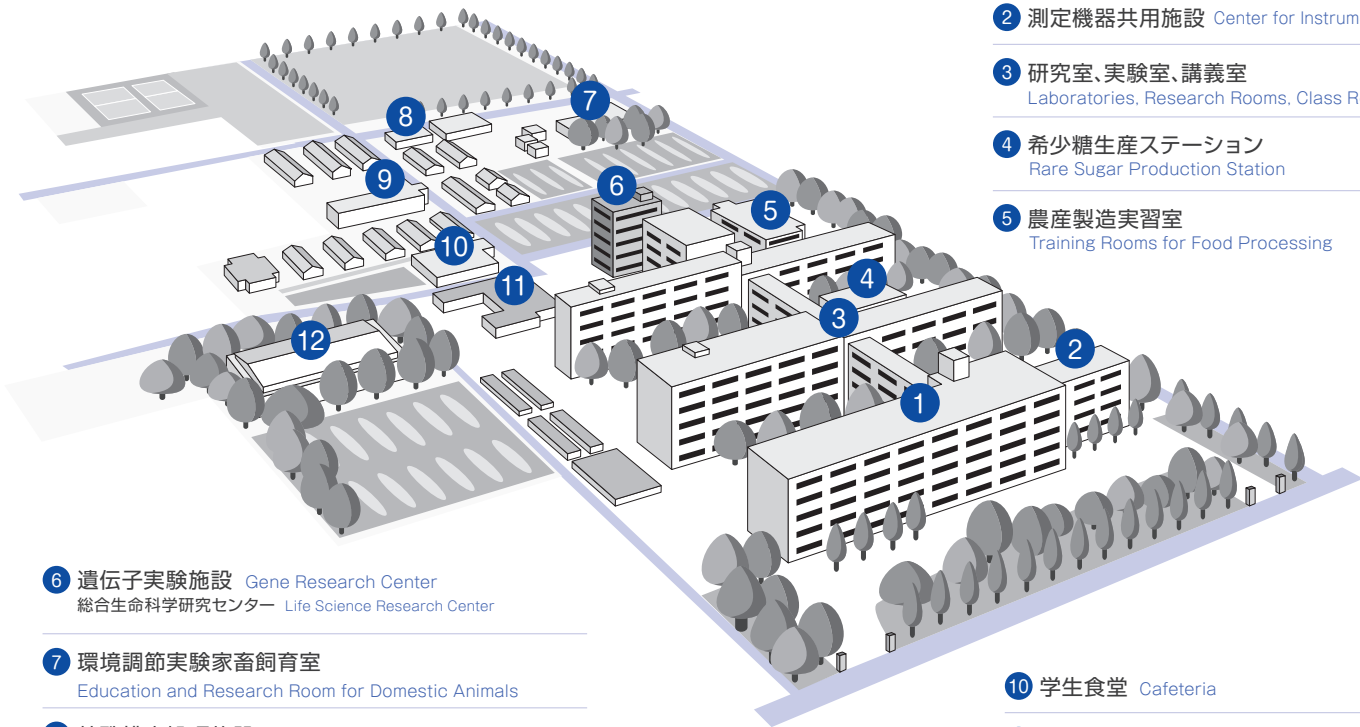 2 測定機器共用施設 Center for Instrum
3 研究室、実験室、講義室
Laboratories, Research Rooms, Class R
4 希少糖生産ステーション
Rare Sugar Production Station
5 農産製造実習室
Training Rooms for Food Processing
7
8
6
9
5
10
4
11
3
12
2
1
6 遺伝子実験施設 Gene Research Center
総合生命科学研究センター Life Science Research Center
7 環境調節実験家畜飼育室
Education and Research Room for Domestic Animals
10 学生食堂 Cafeteria